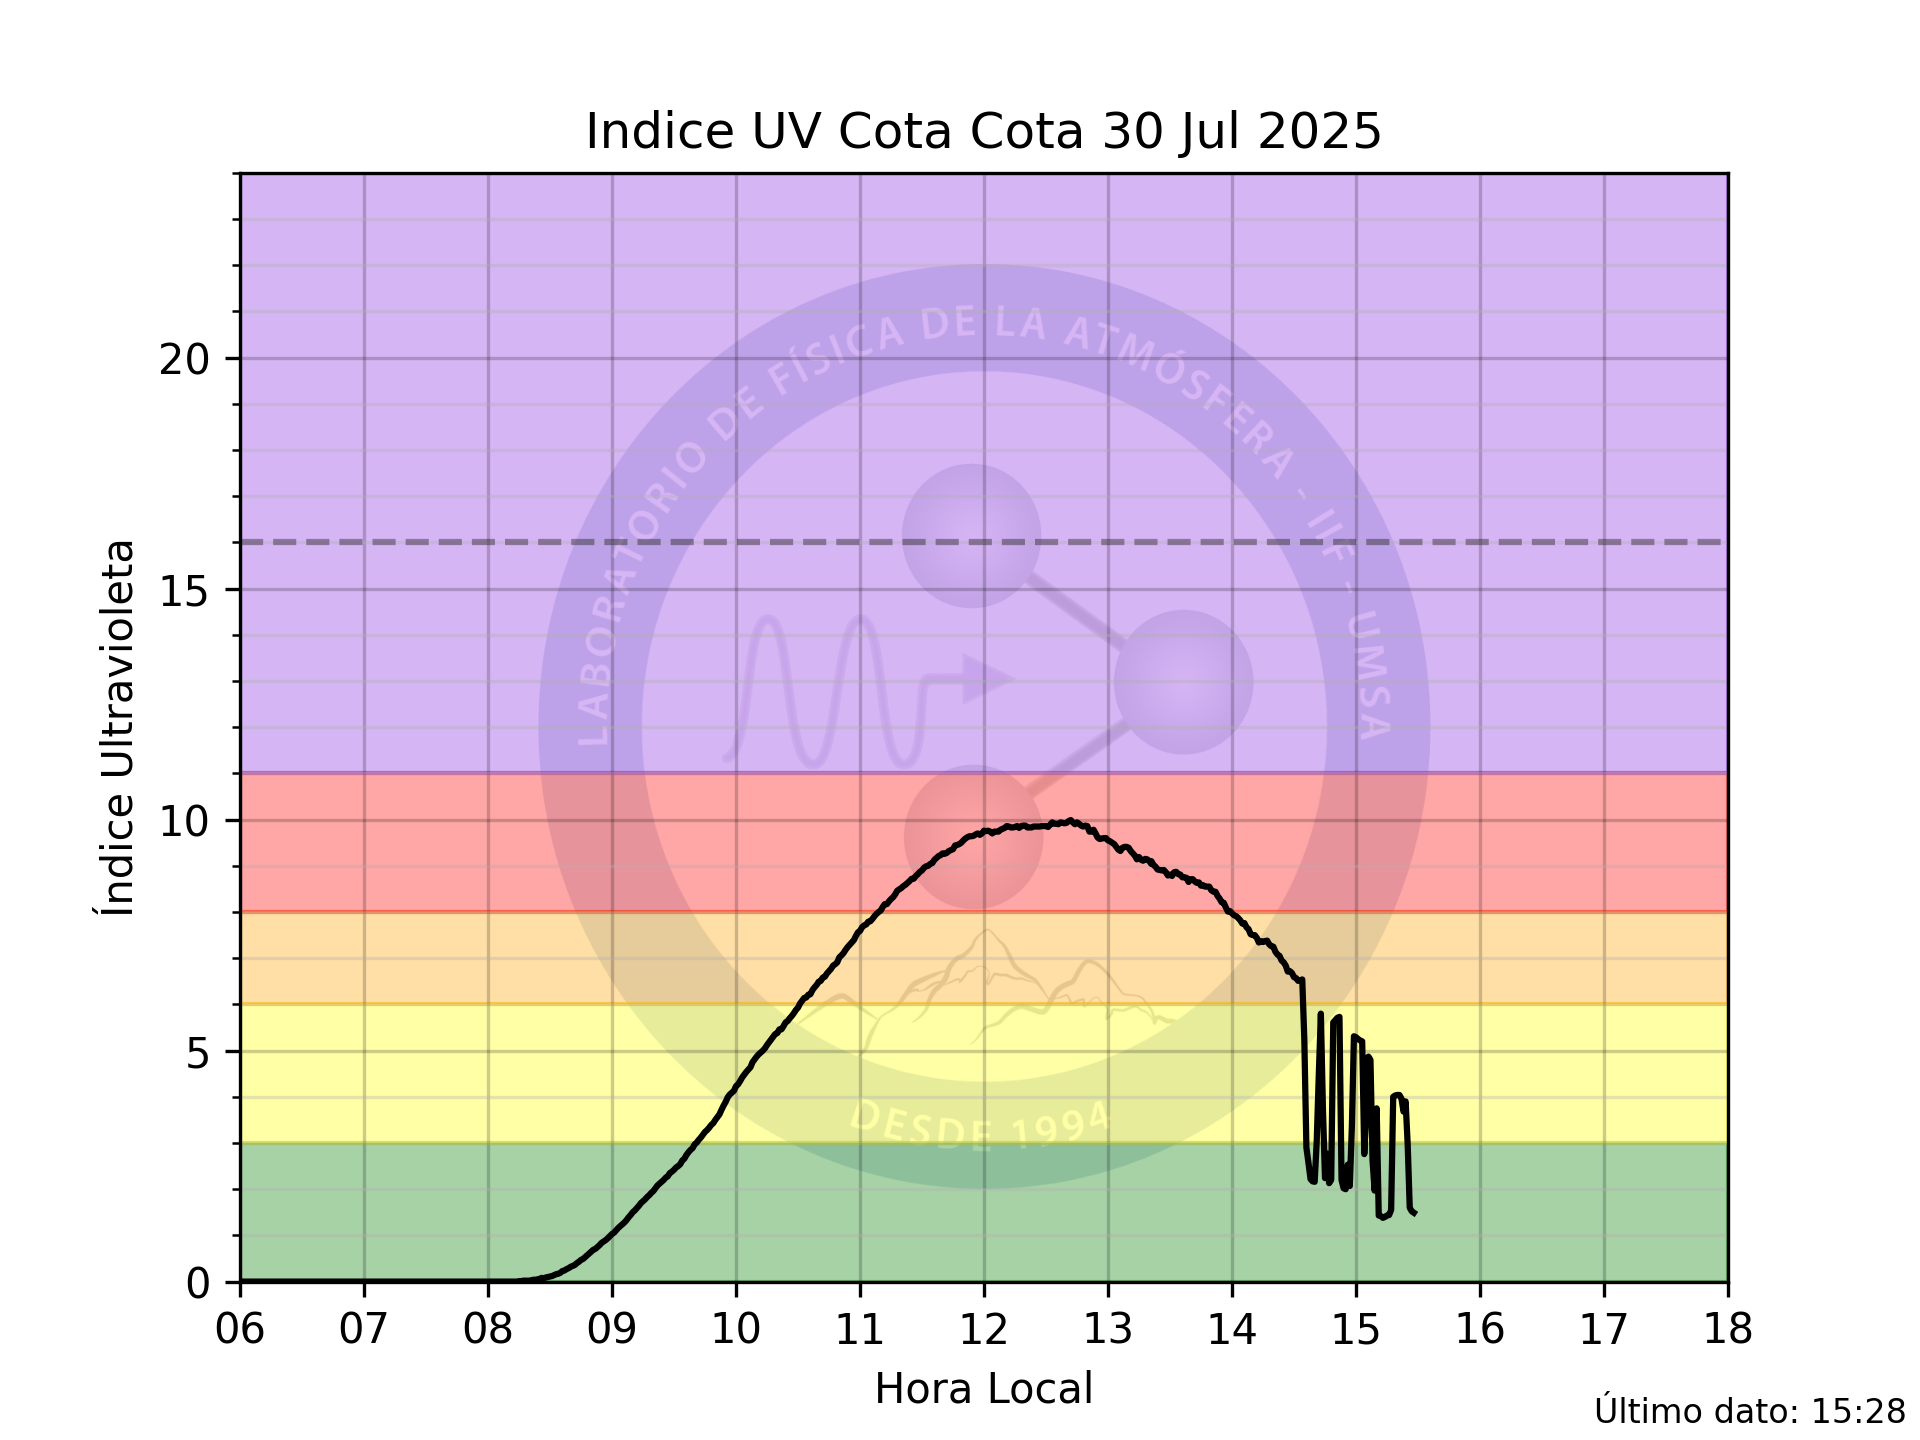 Indice UV Cota Cota 30 Jul 2025
Índice Ultravioleta
20
15
10
5
0
LABORATORIO DE FÍSICA DE LA ATMÓSFERA - IIF - UMSA
DESDE 1994
06 07 08 09 10 11 12 13 14 15 16 17 18
Hora Local
Último dato: 15:28